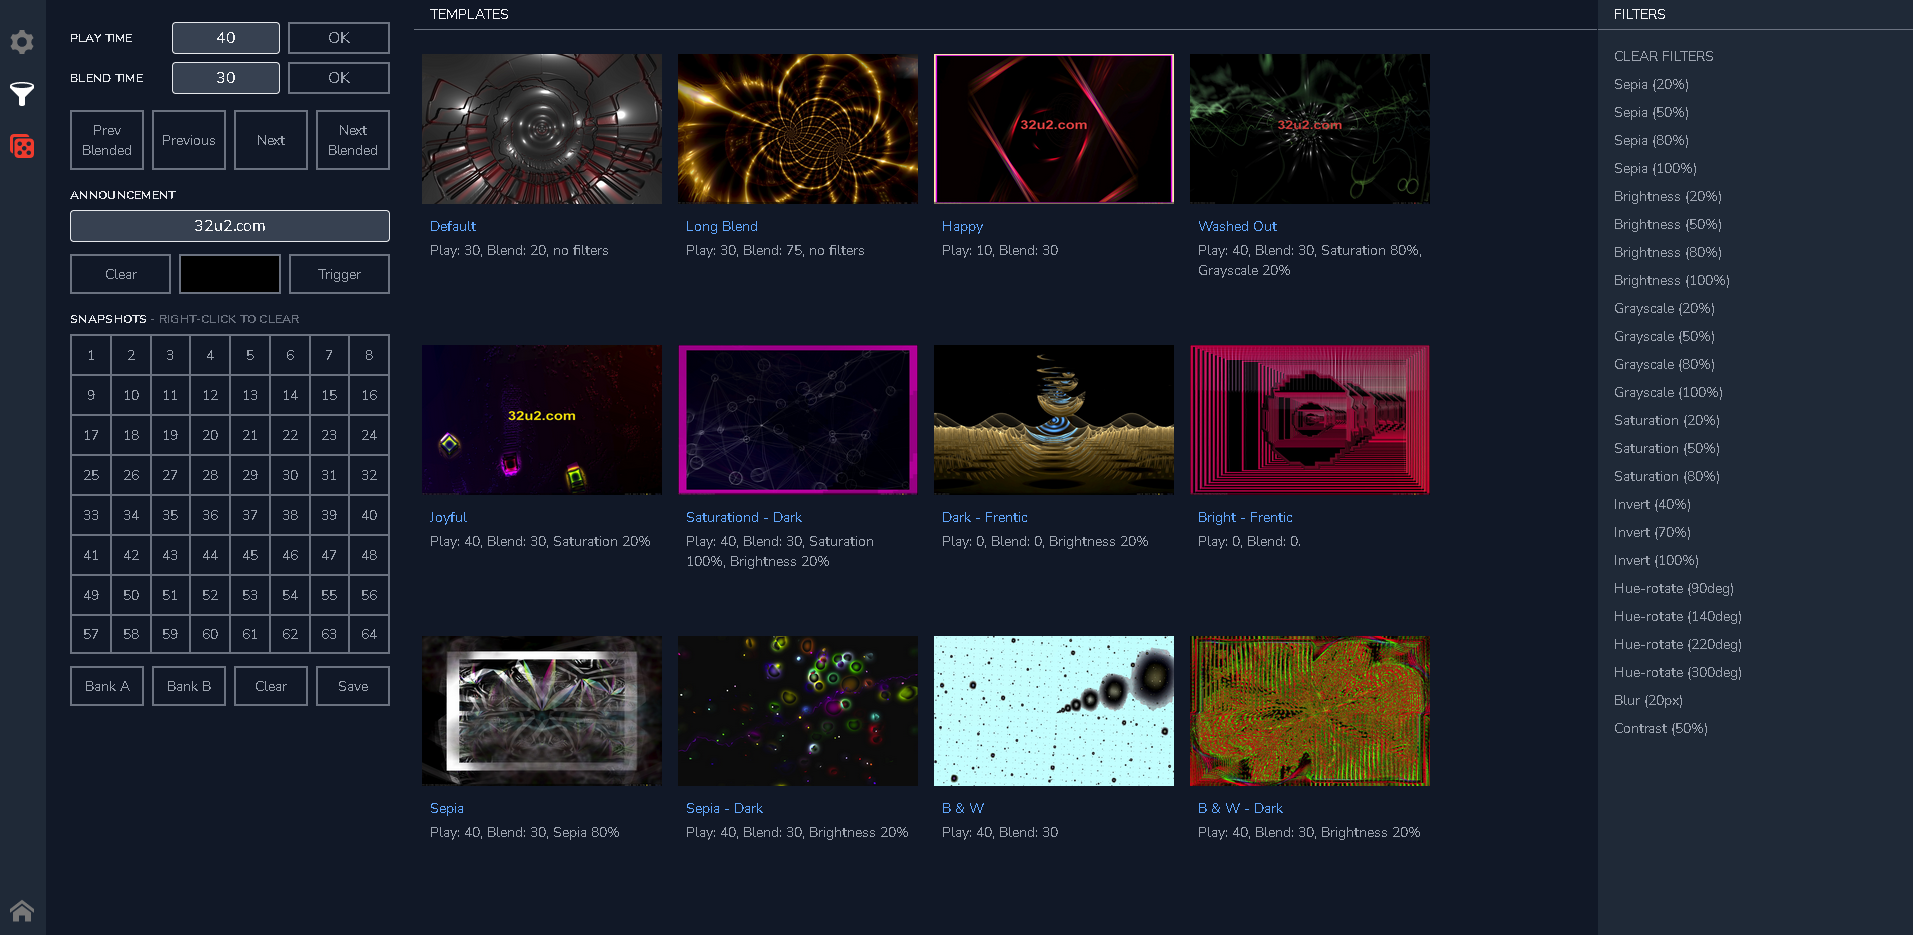 PLAY TIME 40 OK
BLEND TIME 30 OK
Prev Blended Previous Next Next Blended
ANNOUNCEMENT
32u2.com
Clear Trigger
SNAPSHOTS - RIGHT-CLICK TO CLEAR
1 2 3 4 5 6 7 8
9 10 11 12 13 14 15 16
17 18 19 20 21 22 23 24
25 26 27 28 29 30 31 32
33 34 35 36 37 38 39 40
41 42 43 44 45 46 47 48
49 50 51 52 53 54 55 56
57 58 59 60 61 62 63 64
Bank A Bank B Clear Save
TEMPLATES
32u2.com
32u2.com
Default
Play: 30, Blend: 20, no filters
Long Blend
Play: 30, Blend: 75, no filters
Happy
Play: 10, Blend: 30
Washed Out
Play: 40, Blend: 30, Saturation 80%,
Grayscale 20%
32u2.com
Joyful
Play: 40, Blend: 30, Saturation 20%
Saturationd - Dark
Play: 40, Blend: 30, Saturation
100%, Brightness 20%
Dark - Frentic
Play: 0, Blend: 0, Brightness 20%
Bright - Frentic
Play: 0, Blend: 0.
Sepia
Play: 40, Blend: 30, Sepia 80%
Sepia - Dark
Play: 40, Blend: 30, Brightness 20%
B & W
Play: 40, Blend: 30
B & W - Dark
Play: 40, Blend: 30, Brightness 20%
FILTERS
CLEAR FILTERS
Sepia (20%)
Sepia (50%)
Sepia (80%)
Sepia (100%)
Brightness (20%)
Brightness (50%)
Brightness (80%)
Brightness (100%)
Grayscale (20%)
Grayscale (50%)
Grayscale (80%)
Grayscale (100%)
Saturation (20%)
Saturation (50%)
Saturation (80%)
Invert (40%)
Invert (70%)
Invert (100%)
Hue-rotate (90deg)
Hue-rotate (140deg)
Hue-rotate (220deg)
Hue-rotate (300deg)
Blur (20px)
Contrast (50%)